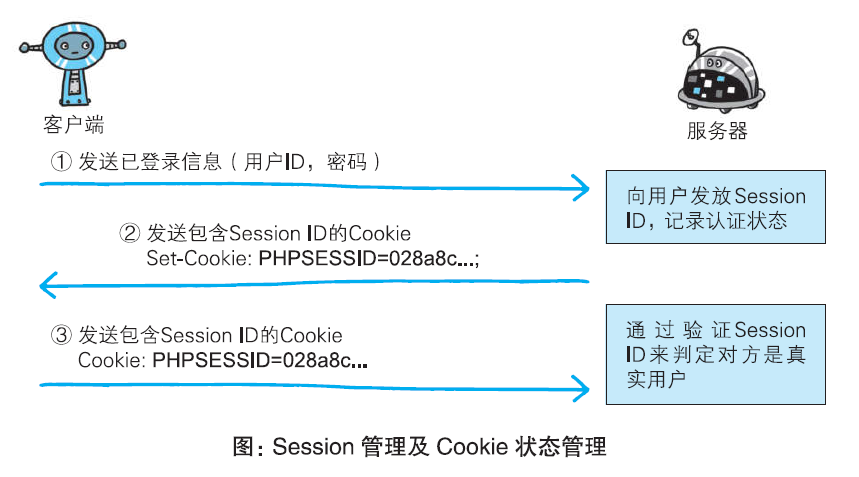 客户端
服务器
① 发送已登录信息（用户ID，密码）
向用户发放Session
ID，记录认证状态
② 发送包含Session ID的Cookie
Set-Cookie: PHPSESSID=028a8c...;
③ 发送包含Session ID的Cookie
Cookie: PHPSESSID=028a8c...
通过验证Session
ID来判定对方是真
实用户
图：Session 管理及 Cookie 状态管理